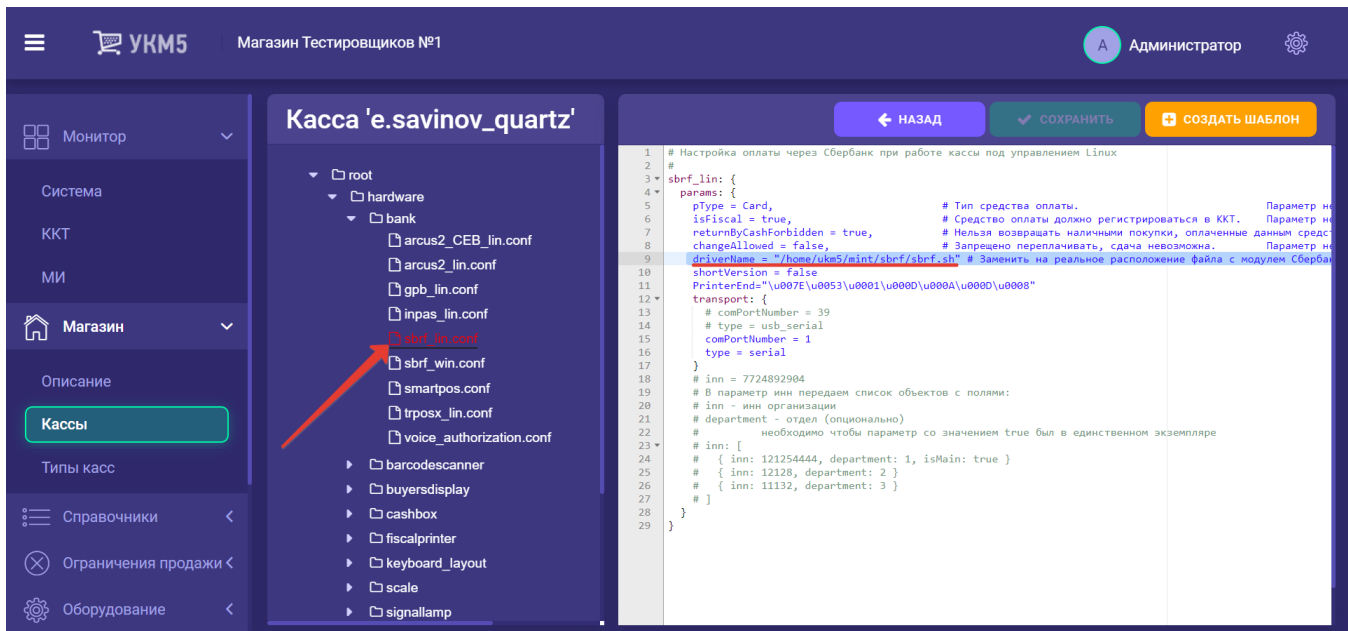 УКМ5
Магазин Тестировщиков №1
А
Администратор
Монитор
Система
ККТ
МИ
Магазин
Описание
Кассы
Типы касс
Справочники
Ограничения продажи
Оборудование
Касса 'e.savinov_quartz'
root
hardware
bank
arcus2_CEB_lin.conf
arcus2_lin.conf
gpb_lin.conf
inpas_lin.conf
sbrf_lin.conf
sbrf_win.conf
smartpos.conf
trposx_lin.conf
voice_authorization.conf
barcodescanner
buyersdisplay
cashbox
fiscalprinter
keyboard_layout
scale
signallamp
НАЗАД
СОХРАНИТЬ
СОЗДАТЬ ШАБЛОН
1 # Настройка оплаты через Сбербанк при работе кассы под управлением Linux
2 #
3 sbrf_lin: {
4 params: {
5 pType = Card, # Тип средства оплаты. Параметр не
6 isFiscal = true, # Средство оплаты должно регистрироваться в ККТ. Параметр не
7 returnByCashForbidden = true, # Нельзя возвращать наличными покупки, оплаченные данным средст
8 changeAllowed = false, # Запрещено переплачивать, сдача невозможна. Параметр не
9 driverName = "/home/ukm5/mint/sbrf/sbrf.sh" # Заменить на реальное расположение файла с модулем Сбербан
10 shortVersion = false
11 PrinterEnd="\u007E\u0053\u0001\u000D\u000A\u000D\u0008"
12 transport: {
13 # comPortNumber = 39
14 # type = usb_serial
15 comPortNumber = 1
16 type = serial
17 }
18 # inn = 7724892904
19 # В параметр inn передаем список объектов с полями:
20 # inn - инн организации
21 # department - отдел (опционально)
22 # необходимо чтобы параметр со значением true был в единственном экземпляре
23 # inn: [
24 # { inn: 121254444, department: 1, isMain: true }
25 # { inn: 12128, department: 2 }
26 # { inn: 11132, department: 3 }
27 # ]
28 }
29 }